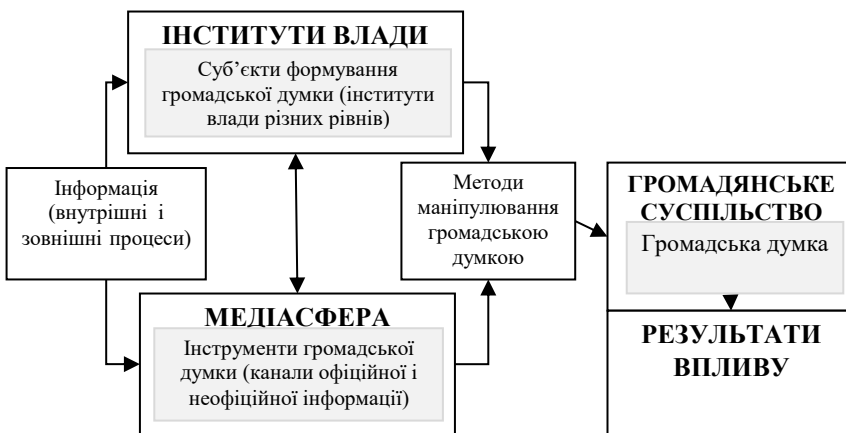 ІНСТИТУТИ ВЛАДИ
Суб’єкти формування
громадської думки (інститути
влади різних рівнів)
Інформація
(внутрішні і
зовнішні процеси)
Методи
маніпулювання
громадською
думкою
ГРОМАДЯНСЬКЕ
СУСПІЛЬСТВО
Громадська думка
МЕДІАСФЕРА
Інструменти громадської
думки (канали офіційної і
неофіційної інформації)
РЕЗУЛЬТАТИ
ВПЛИВУ